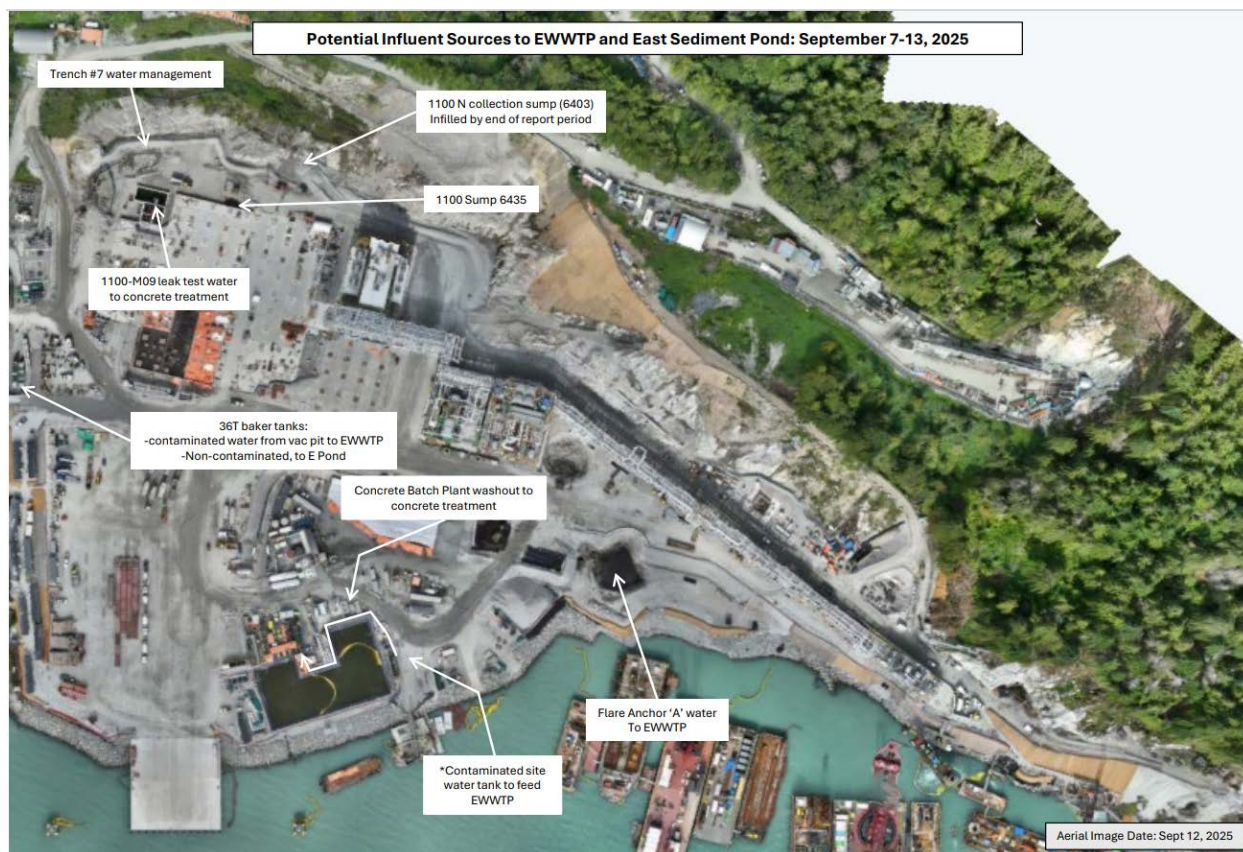 Potential Influent Sources to EWWTP and East Sediment Pond: September 7-13, 2025
Trench #7 water management
1100 N collection sump (6403)
Infilled by end of report period
1100 Sump 6435
1100-M09 leak test water
to concrete treatment
36T baker tanks:
-contaminated water from vac pit to EWWTP
-Non-contaminated, to E Pond
Concrete Batch Plant washout to
concrete treatment
Flare Anchor ‘A’ water
To EWWTP
*Contaminated site
water tank to feed
EWWTP
Aerial Image Date: Sept 12, 2025